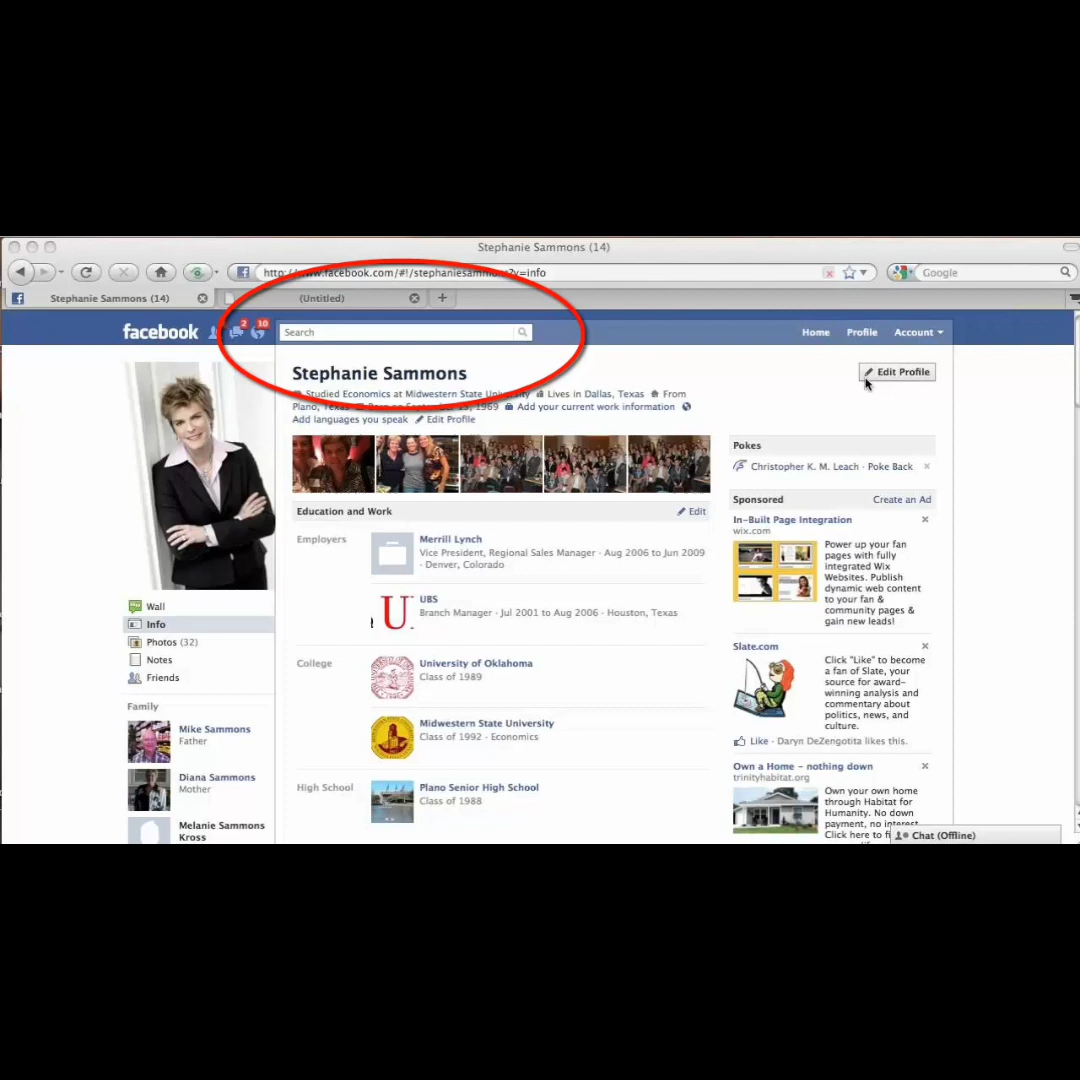 Stephanie Sammons (14)
/stephaniesammons?v=info
Google
Stephanie Sammons (14)
(Untitled)
facebook
2
10
Search
Home
Profile
Account
Stephanie Sammons
Edit Profile
Studied Economics at Midwestern State University Lives in Dallas, Texas From
Plano, Texas Born on September 1969 Add your current work information
Add languages you speak Edit Profile
Pokes
Christopher K. M. Leach · Poke Back
Sponsored
Create an Ad
In-Built Page Integration
wix.com
Power up your fan
pages with fully
integrated Wix
Websites. Publish
dynamic web content
to your fan &
community pages &
gain new leads!
Education and Work
Edit
Employers
Merrill Lynch
Vice President, Regional Sales Manager · Aug 2006 to Jun 2009
· Denver, Colorado
UBS
Branch Manager · Jul 2001 to Aug 2006 · Houston, Texas
College
University of Oklahoma
Class of 1989
Midwestern State University
Class of 1992 · Economics
High School
Plano Senior High School
Class of 1988
Wall
Info
Photos (32)
Notes
Friends
Family
Mike Sammons
Father
Diana Sammons
Mother
Melanie Sammons
Kross
Slate.com
Click "Like" to become
a fan of Slate, your
source for award-
winning analysis and
commentary about
politics, news, and
culture.
Like · Daryn DeZengotita likes this.
Own a Home - nothing down
trinityhabitat.org
Own your own home
through Habitat for
Humanity. No down
payment, no interest.
Click here to fi
Chat (Offline)